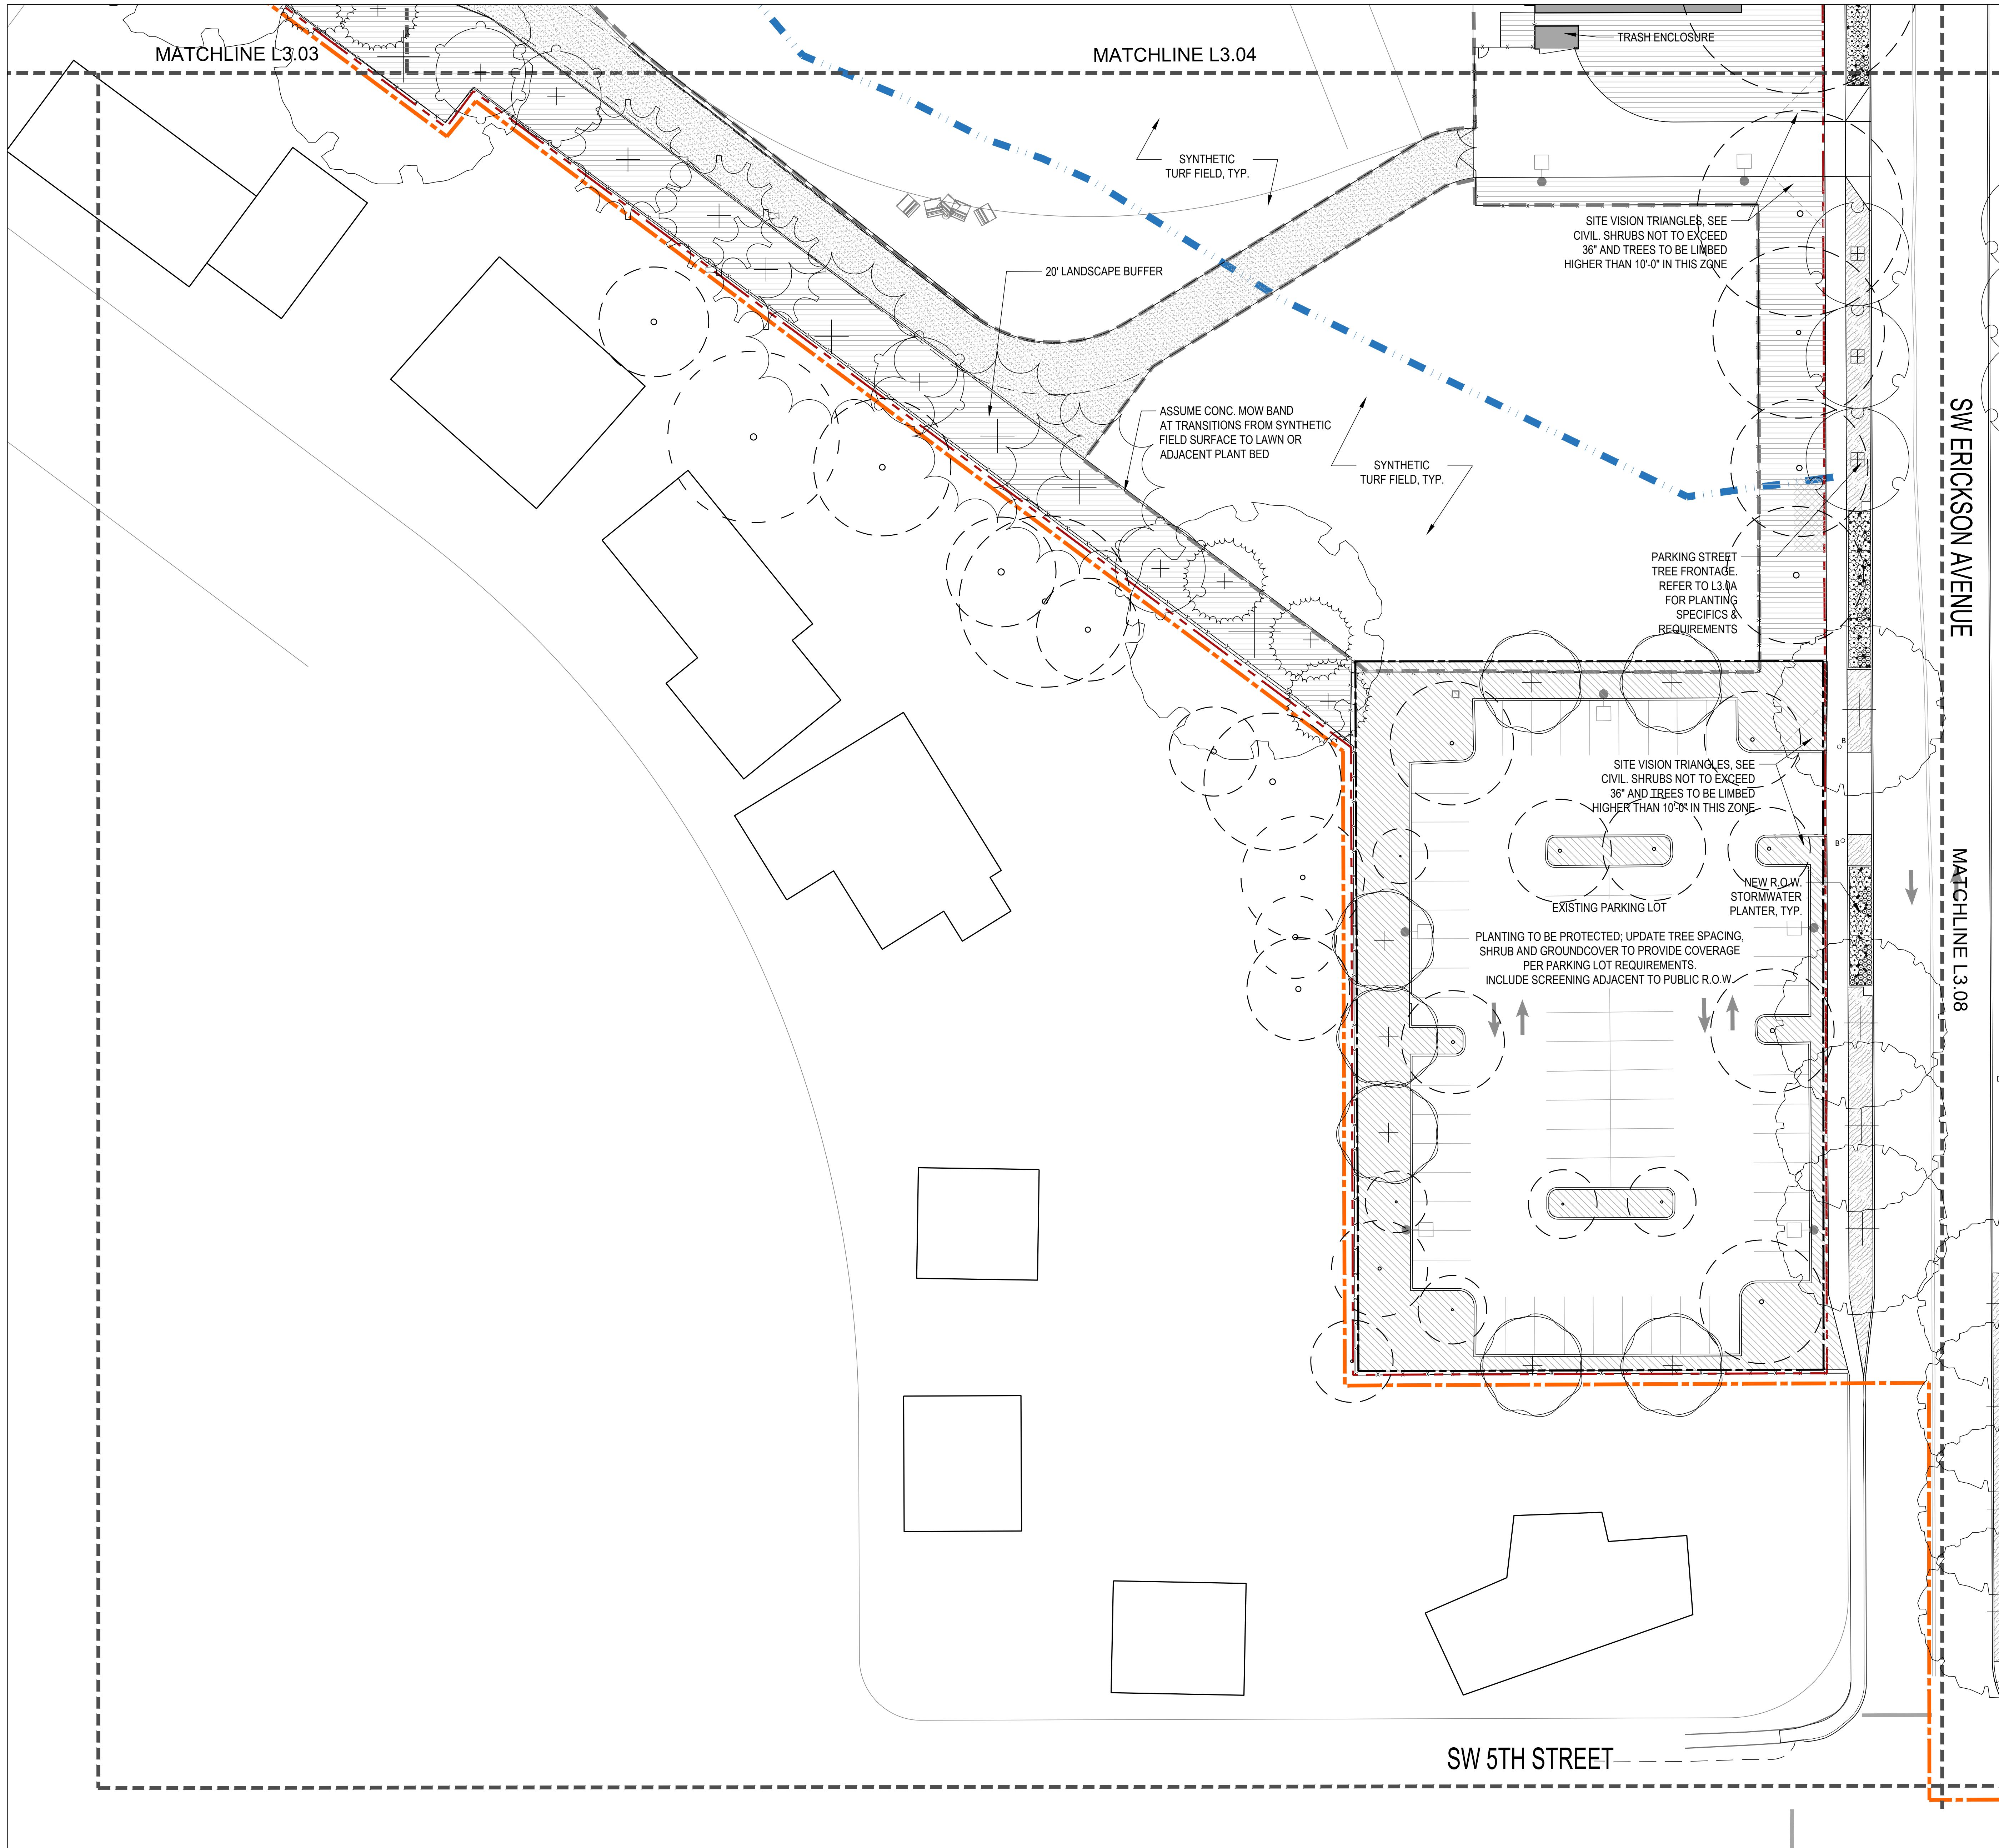 TRASH ENCLOSURE
MATCHLINE L3.03
MATCHLINE L3.04
SYNTHETIC
TURF FIELD, TYP.
SITE VISION TRIANGLES, SEE
CIVIL. SHRUBS NOT TO EXCEED
36" AND TREES TO BE LIMBED
HIGHER THAN 10'-0" IN THIS ZONE
20' LANDSCAPE BUFFER
ASSUME CONC. MOW BAND
AT TRANSITIONS FROM SYNTHETIC
FIELD SURFACE TO LAWN OR
ADJACENT PLANT BED
SYNTHETIC
TURF FIELD, TYP.
SW ERICKSON AVENUE
PARKING STREET
TREE FRONTAGE.
REFER TO L3.0A
FOR PLANTING
SPECIFICS &
REQUIREMENTS
B
SITE VISION TRIANGLES, SEE
CIVIL. SHRUBS NOT TO EXCEED
36" AND TREES TO BE LIMBED
HIGHER THAN 10'-0" IN THIS ZONE
B
MATCHLINE L3.08
NEW R.O.W.
STORMWATER
PLANTER, TYP.
EXISTING PARKING LOT
PLANTING TO BE PROTECTED; UPDATE TREE SPACING,
SHRUB AND GROUNDCOVER TO PROVIDE COVERAGE
PER PARKING LOT REQUIREMENTS.
INCLUDE SCREENING ADJACENT TO PUBLIC R.O.W.
SW 5TH STREET